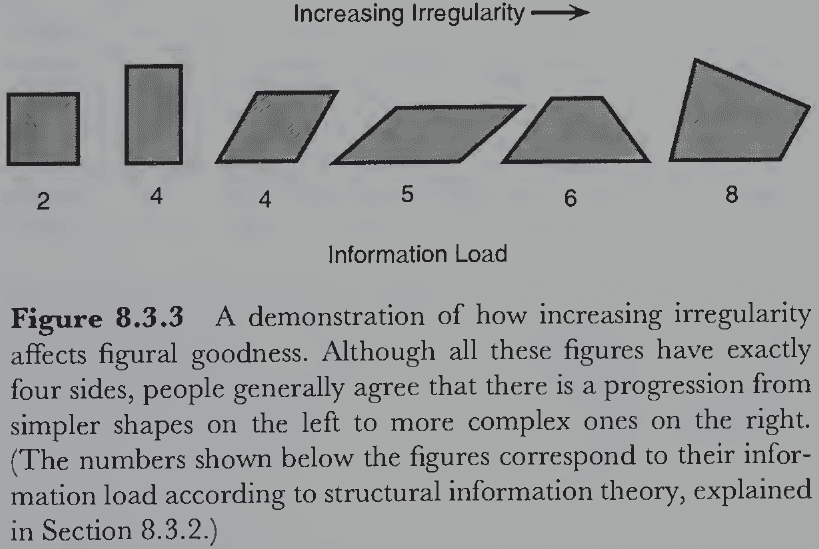 Increasing Irregularity →
2 4 4 5 6 8
Information Load
Figure 8.3.3 A demonstration of how increasing irregularity
affects figural goodness. Although all these figures have exactly
four sides, people generally agree that there is a progression from
simpler shapes on the left to more complex ones on the right.
(The numbers shown below the figures correspond to their infor-
mation load according to structural information theory, explained
in Section 8.3.2.)